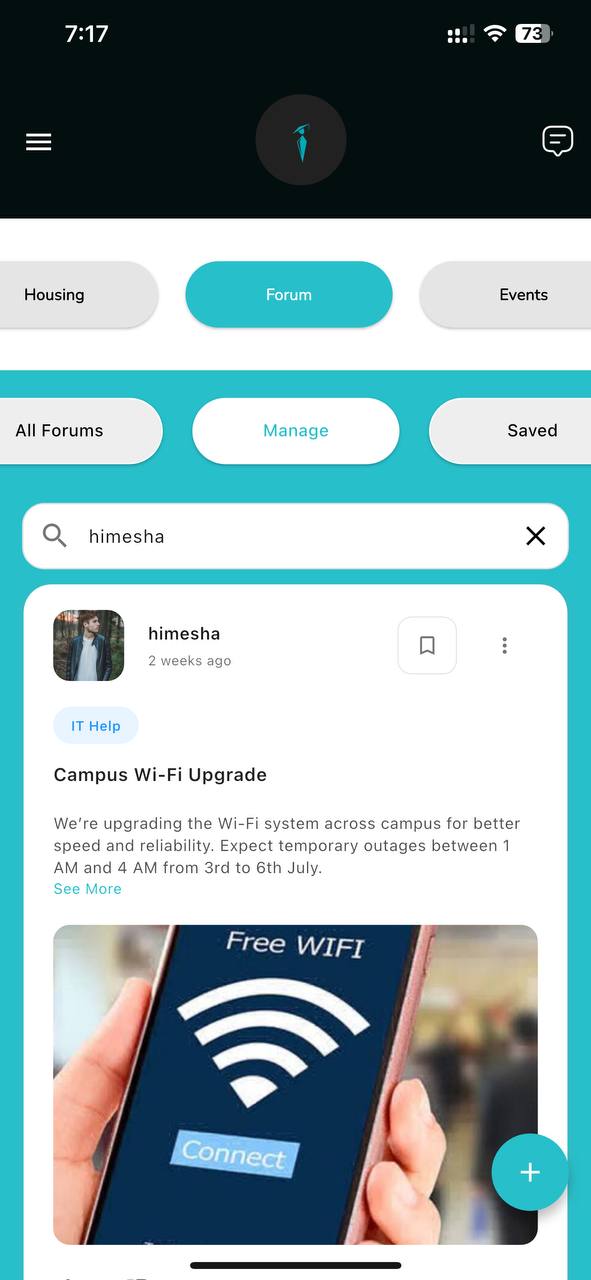 7:17
73
Housing
Forum
Events
All Forums
Manage
Saved
himesha
himesha
2 weeks ago
IT Help
Campus Wi-Fi Upgrade
We’re upgrading the Wi-Fi system across campus for better
speed and reliability. Expect temporary outages between 1
AM and 4 AM from 3rd to 6th July.
See More
Free WIFI
Connect